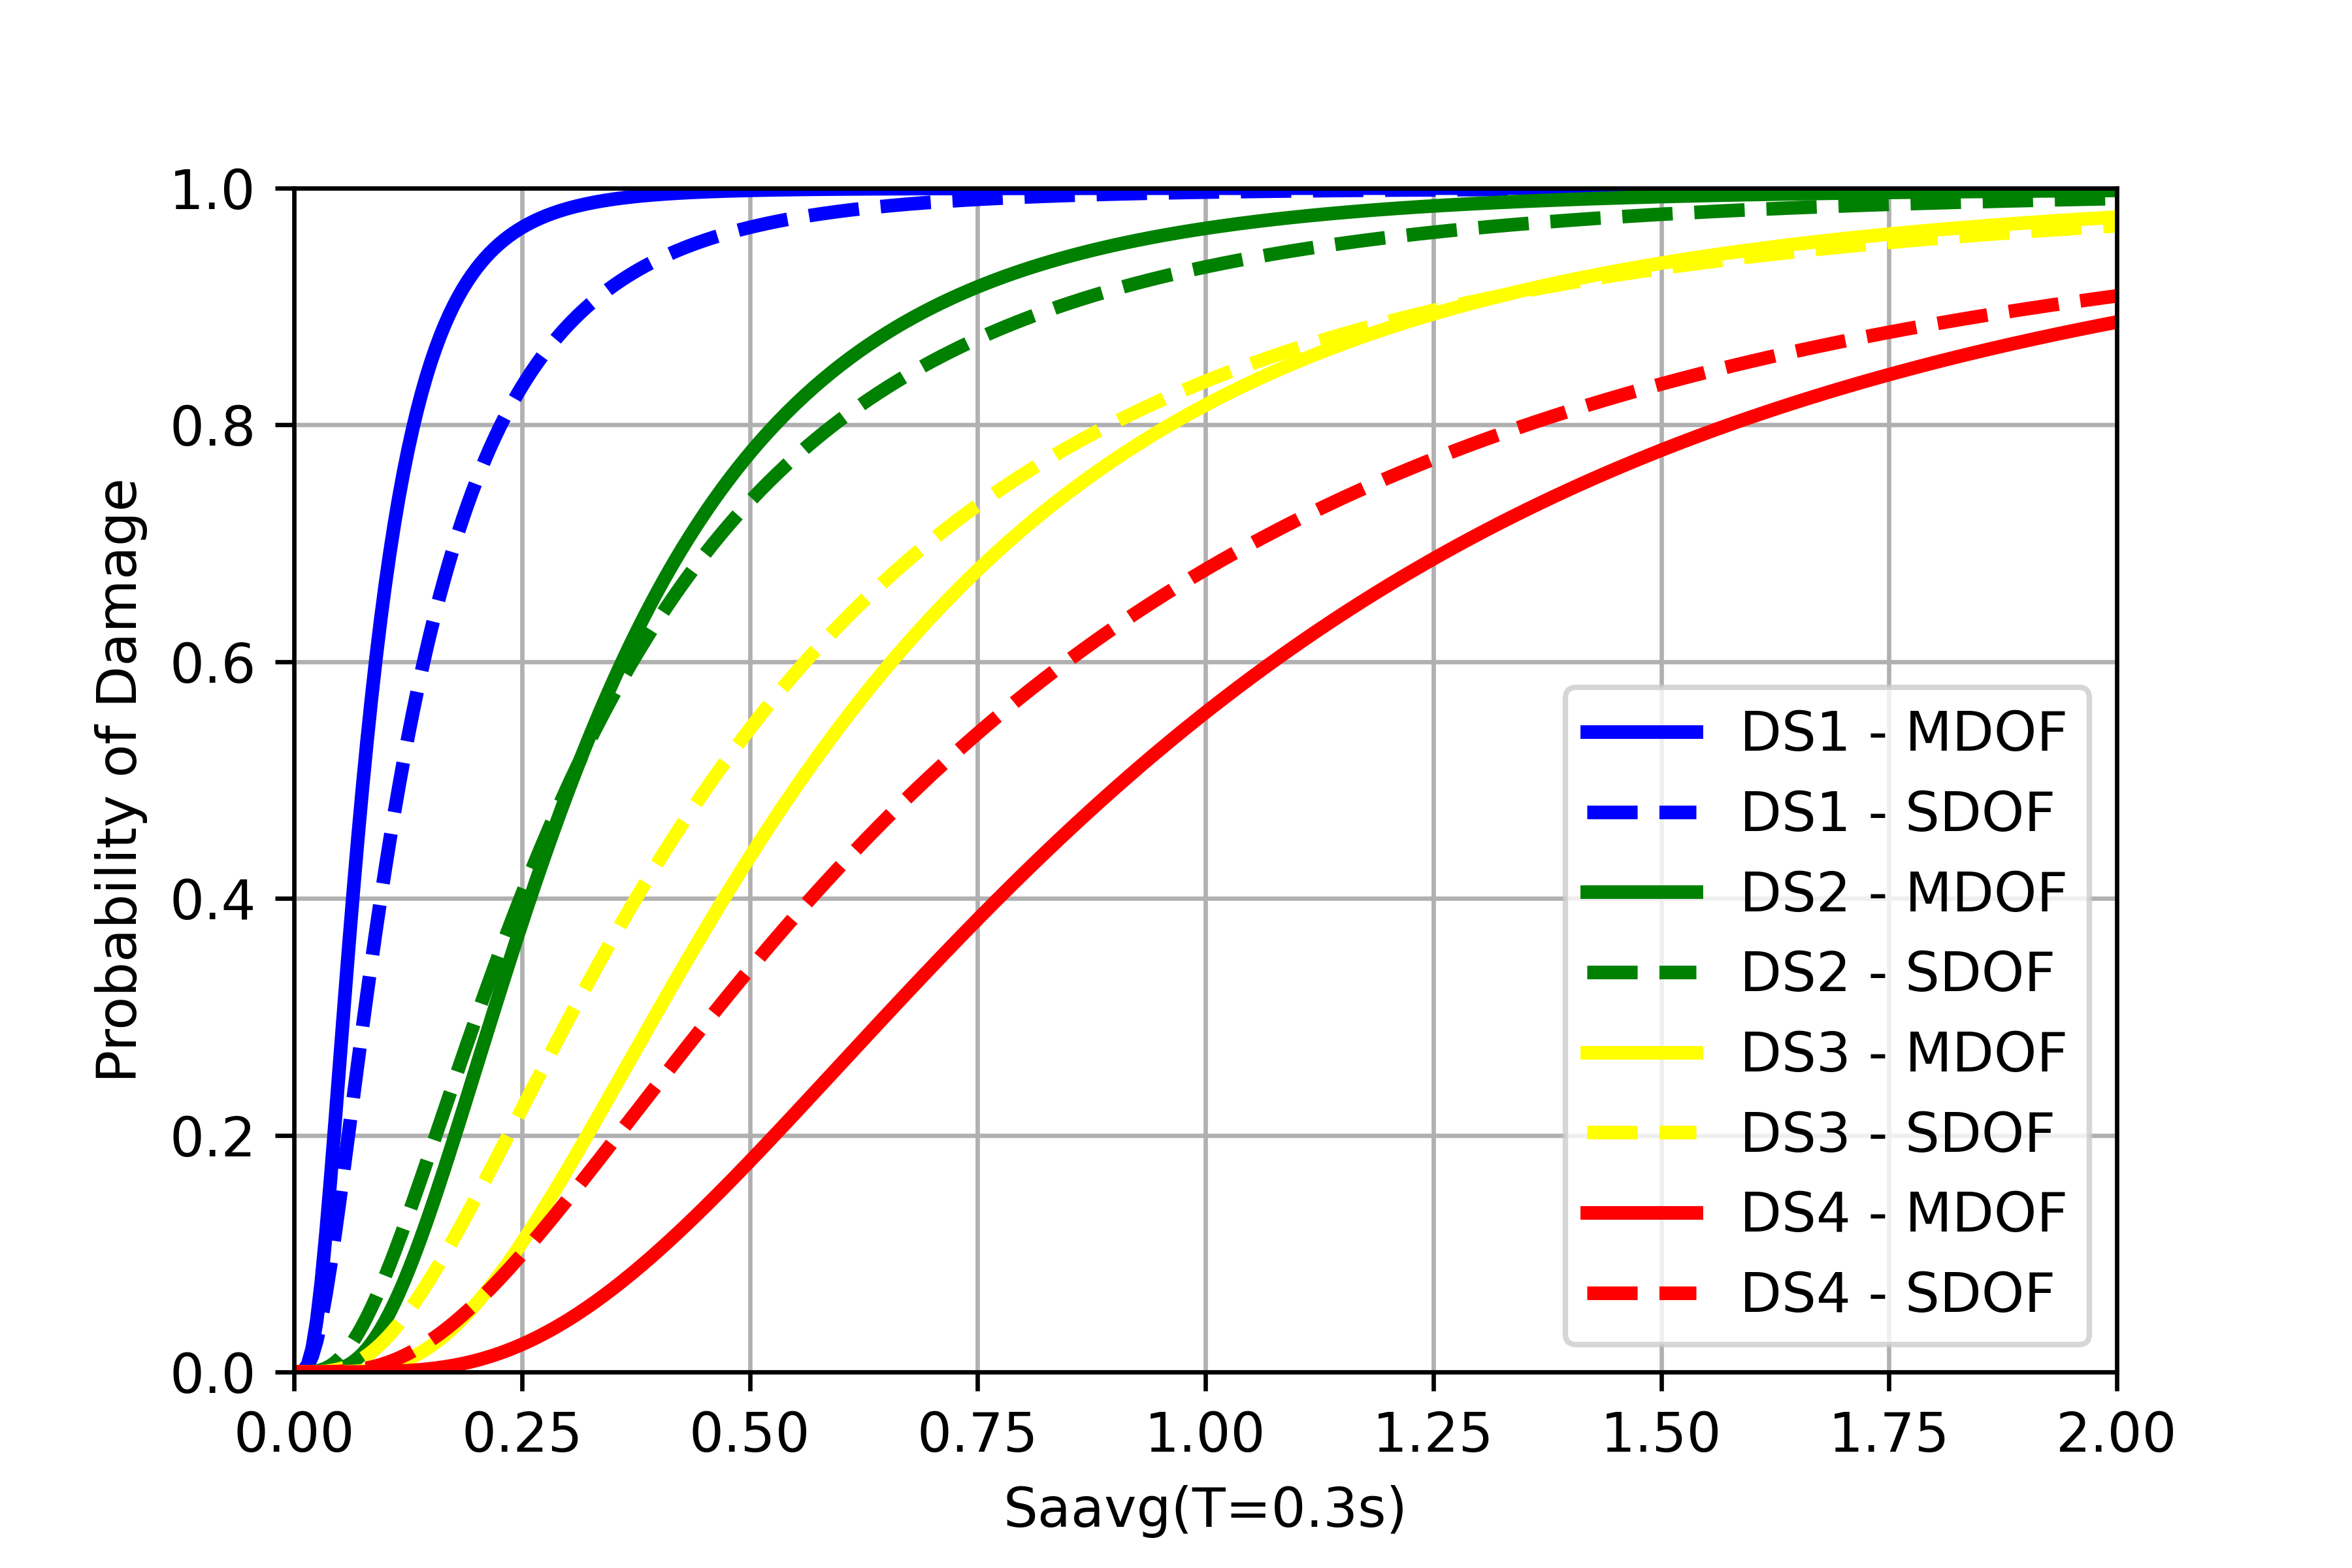 1.0
0.8
0.6
0.4
0.2
0.0
Probability of Damage
0.00 0.25 0.50 0.75 1.00 1.25 1.50 1.75 2.00
Saavg(T=0.3s)
DS1 - MDOF
DS1 - SDOF
DS2 - MDOF
DS2 - SDOF
DS3 - MDOF
DS3 - SDOF
DS4 - MDOF
DS4 - SDOF